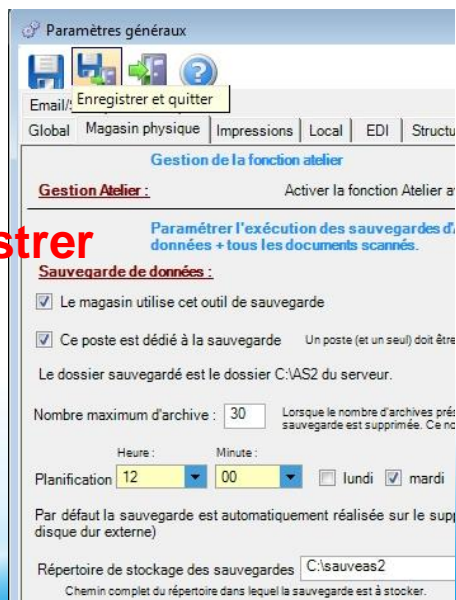 Paramètres généraux
Enregistrer et quitter
Email/
Global Magasin physique Impressions Local EDI Structu
Gestion de la fonction atelier
Gestion Atelier : Activer la fonction Atelier a
strer
Paramétrer l'exécution des sauvegardes d'
données + tous les documents scannés.
Sauvegarde de données :
Le magasin utilise cet outil de sauvegarde
Ce poste est dédié à la sauvegarde Un poste (et un seul) doit être
Le dossier sauvegardé est le dossier C:\AS2 du serveur.
Nombre maximum d'archive : 30 Lorsque le nombre d'archives prés
sauvegarde est supprimée. Ce no
Heure : Minute :
Planification 12 00 lundi mardi
Par défaut la sauvegarde est automatiquement réalisée sur le supp
disque dur externe)
Répertoire de stockage des sauvegardes C:\sauveas2
Chemin complet du répertoire dans lequel la sauvegarde est à stocker.